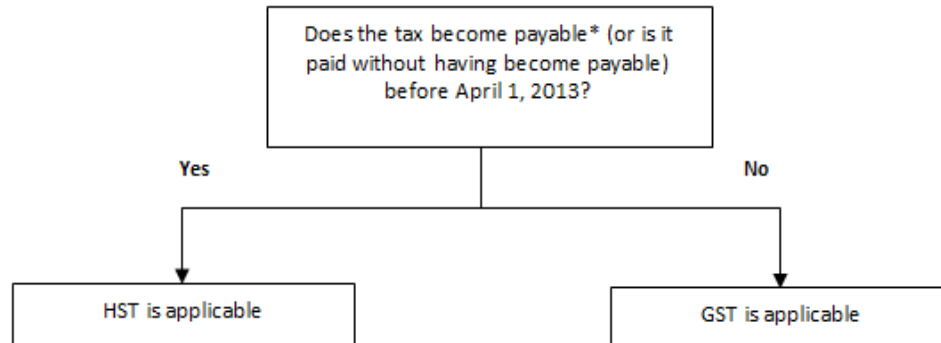 Does the tax become payable* (or is it
paid without having become payable)
before April 1, 2013?
Yes
No
HST is applicable
GST is applicable